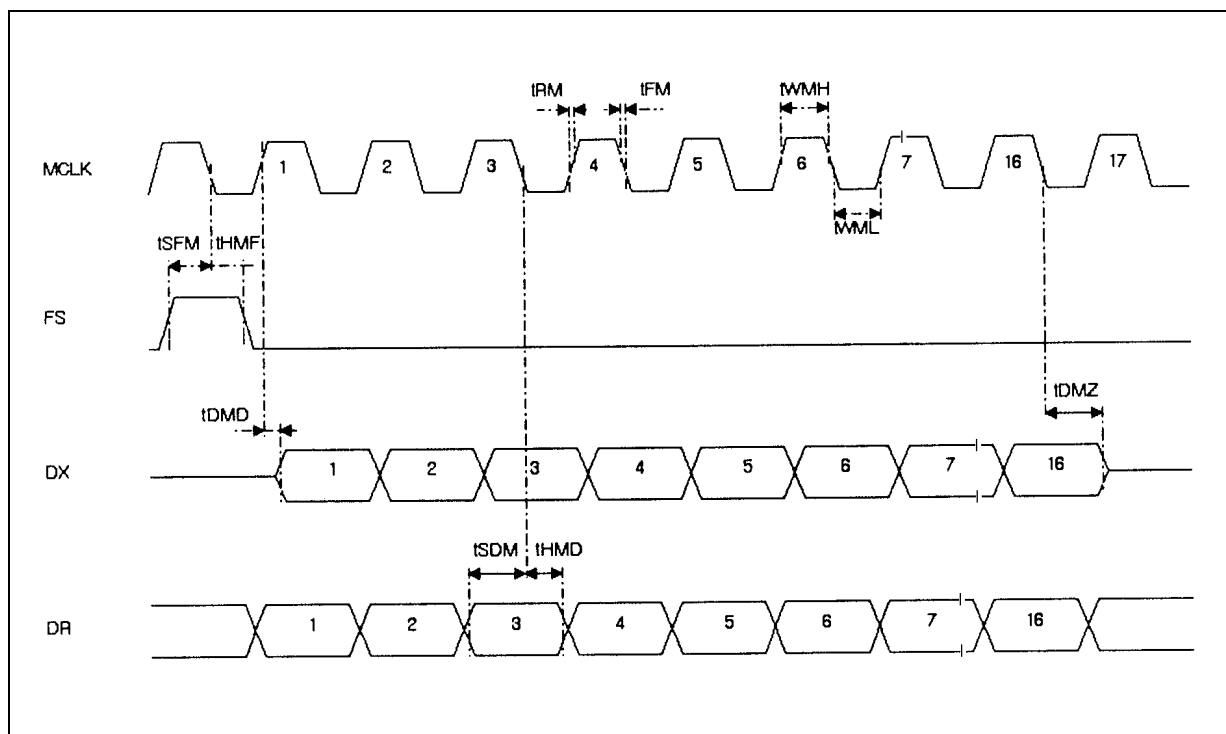 tRM tFM tWMH
MCLK 1 2 3 4 5 6 7 16 17
tWML
tSFM tHMF
FS
tDMD tDMZ
DX 1 2 3 4 5 6 7 16
tSDM tHMD
DR 1 2 3 4 5 6 7 16